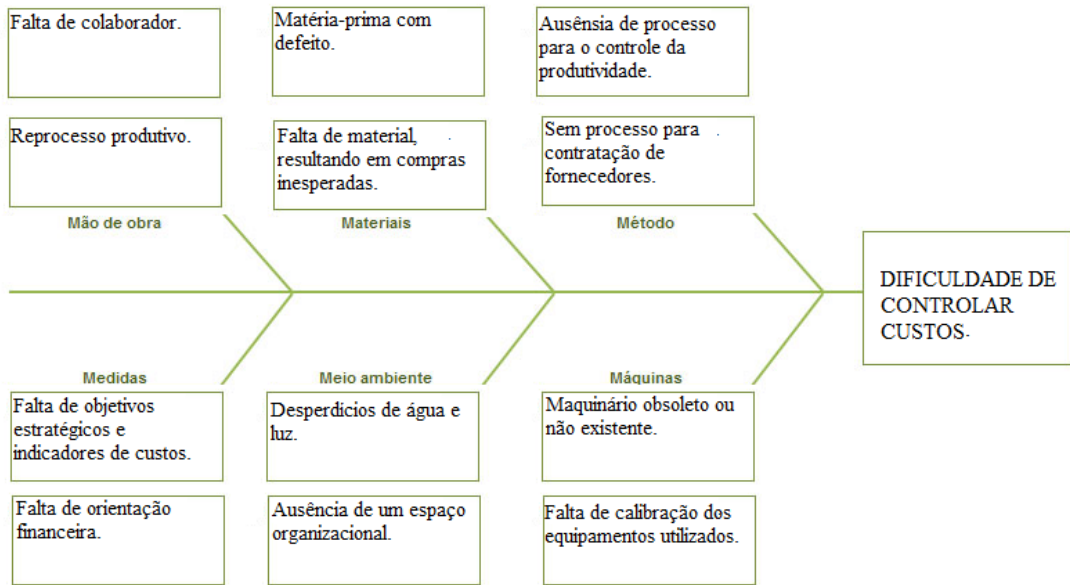 Falta de colaborador.
Matéria-prima com
defeito.
Ausênsia de processo
para o controle da
produtividade.
Reprocesso produtivo.
Falta de material,
resultando em compras
inesperadas.
Sem processo para
contratação de
fornecedores.
Mão de obra
Materiais
Método
DIFICULDADE DE
CONTROLAR
CUSTOS.
Medidas
Meio ambiente
Máquinas
Falta de objetivos
estratégicos e
indicadores de custos.
Desperdicios de água e
luz.
Maquinário obsoleto ou
não existente.
Falta de orientação
financeira.
Ausência de um espaço
organizacional.
Falta de calibração dos
equipamentos utilizados.